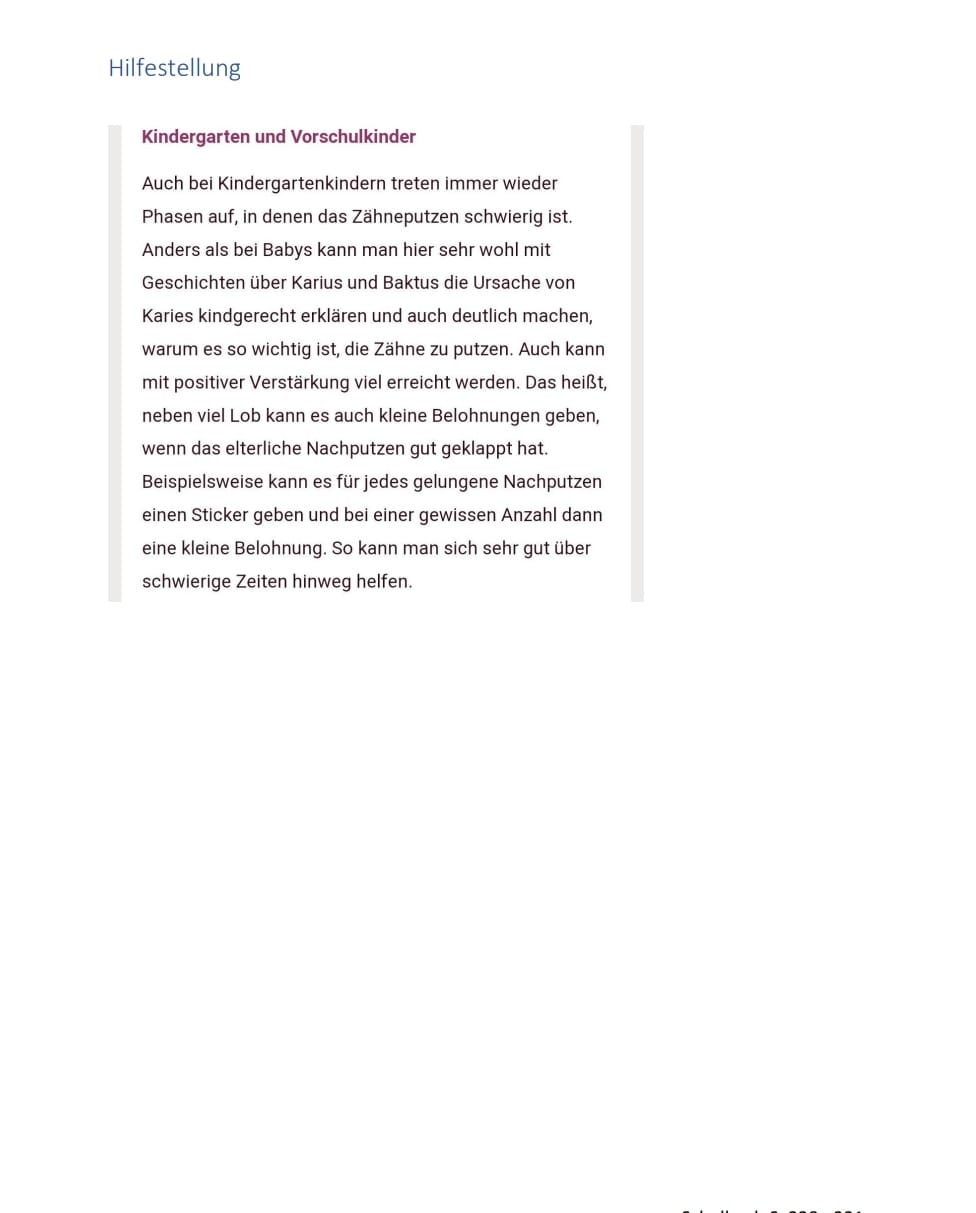 Hilfestellung
Kindergarten und Vorschulkinder
Auch bei Kindergartenkindern treten immer wieder
Phasen auf, in denen das Zähneputzen schwierig ist.
Anders als bei Babys kann man hier sehr wohl mit
Geschichten über Karius und Baktus die Ursache von
Karies kindgerecht erklären und auch deutlich machen,
warum es so wichtig ist, die Zähne zu putzen. Auch kann
mit positiver Verstärkung viel erreicht werden. Das heißt,
neben viel Lob kann es auch kleine Belohnungen geben,
wenn das elterliche Nachputzen gut geklappt hat.
Beispielsweise kann es für jedes gelungene Nachputzen
einen Sticker geben und bei einer gewissen Anzahl dann
eine kleine Belohnung. So kann man sich sehr gut über
schwierige Zeiten hinweg helfen.